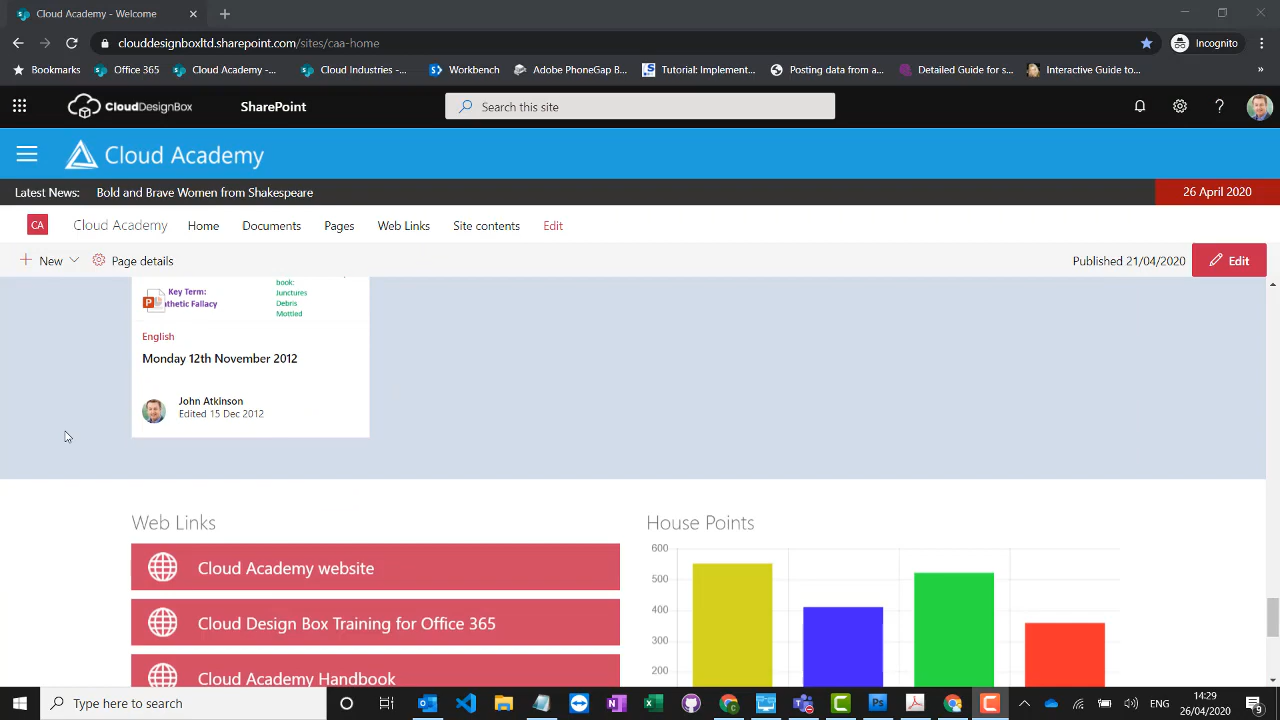 Cloud Academy - Welcome
clouddesignboxltd.sharepoint.com/sites/caa-home
Incognito
Bookmarks
Office 365
Cloud Academy -...
Cloud Industries -...
Workbench
Adobe PhoneGap B...
Tutorial: Implement...
Posting data from a...
Detailed Guide for s...
Interactive Guide to...
»
CloudDesignBox
SharePoint
Search this site
Cloud Academy
Latest News: Bold and Brave Women from Shakespeare
26 April 2020
CA
Cloud Academy
Home
Documents
Pages
Web Links
Site contents
Edit
New
Page details
Published 21/04/2020
Edit
Key Term:
thetic Fallacy
book:
Junctures
Debris
Mottled
English
Monday 12th November 2012
John Atkinson
Edited 15 Dec 2012
Web Links
Cloud Academy website
Cloud Design Box Training for Office 365
Cloud Academy Handbook
House Points
600
500
400
300
200
Type here to search
ENG
14:29
26/04/2020